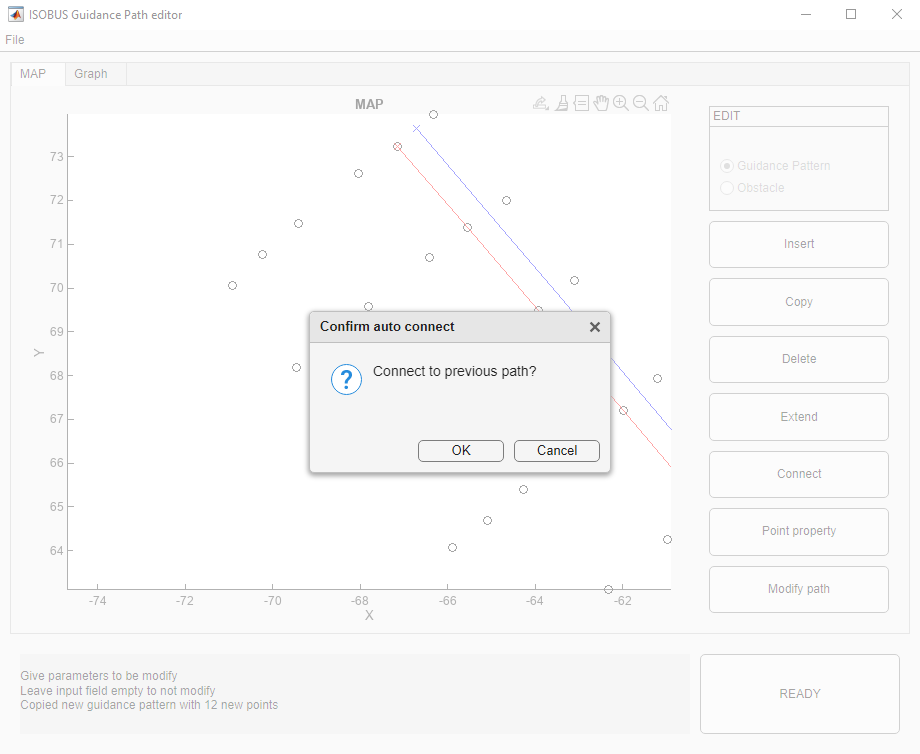 ISOBUS Guidance Path editor
File
MAP
Graph
MAP
EDIT
Guidance Pattern
Obstacle
Insert
Copy
Delete
Extend
Connect
Point property
Modify path
73
72
71
70
69
68
67
66
65
64
Y
-74
-72
-70
-68
-66
-64
-62
X
Confirm auto connect
?
Connect to previous path?
OK
Cancel
Give parameters to be modify
Leave input field empty to not modify
Copied new guidance pattern with 12 new points
READY